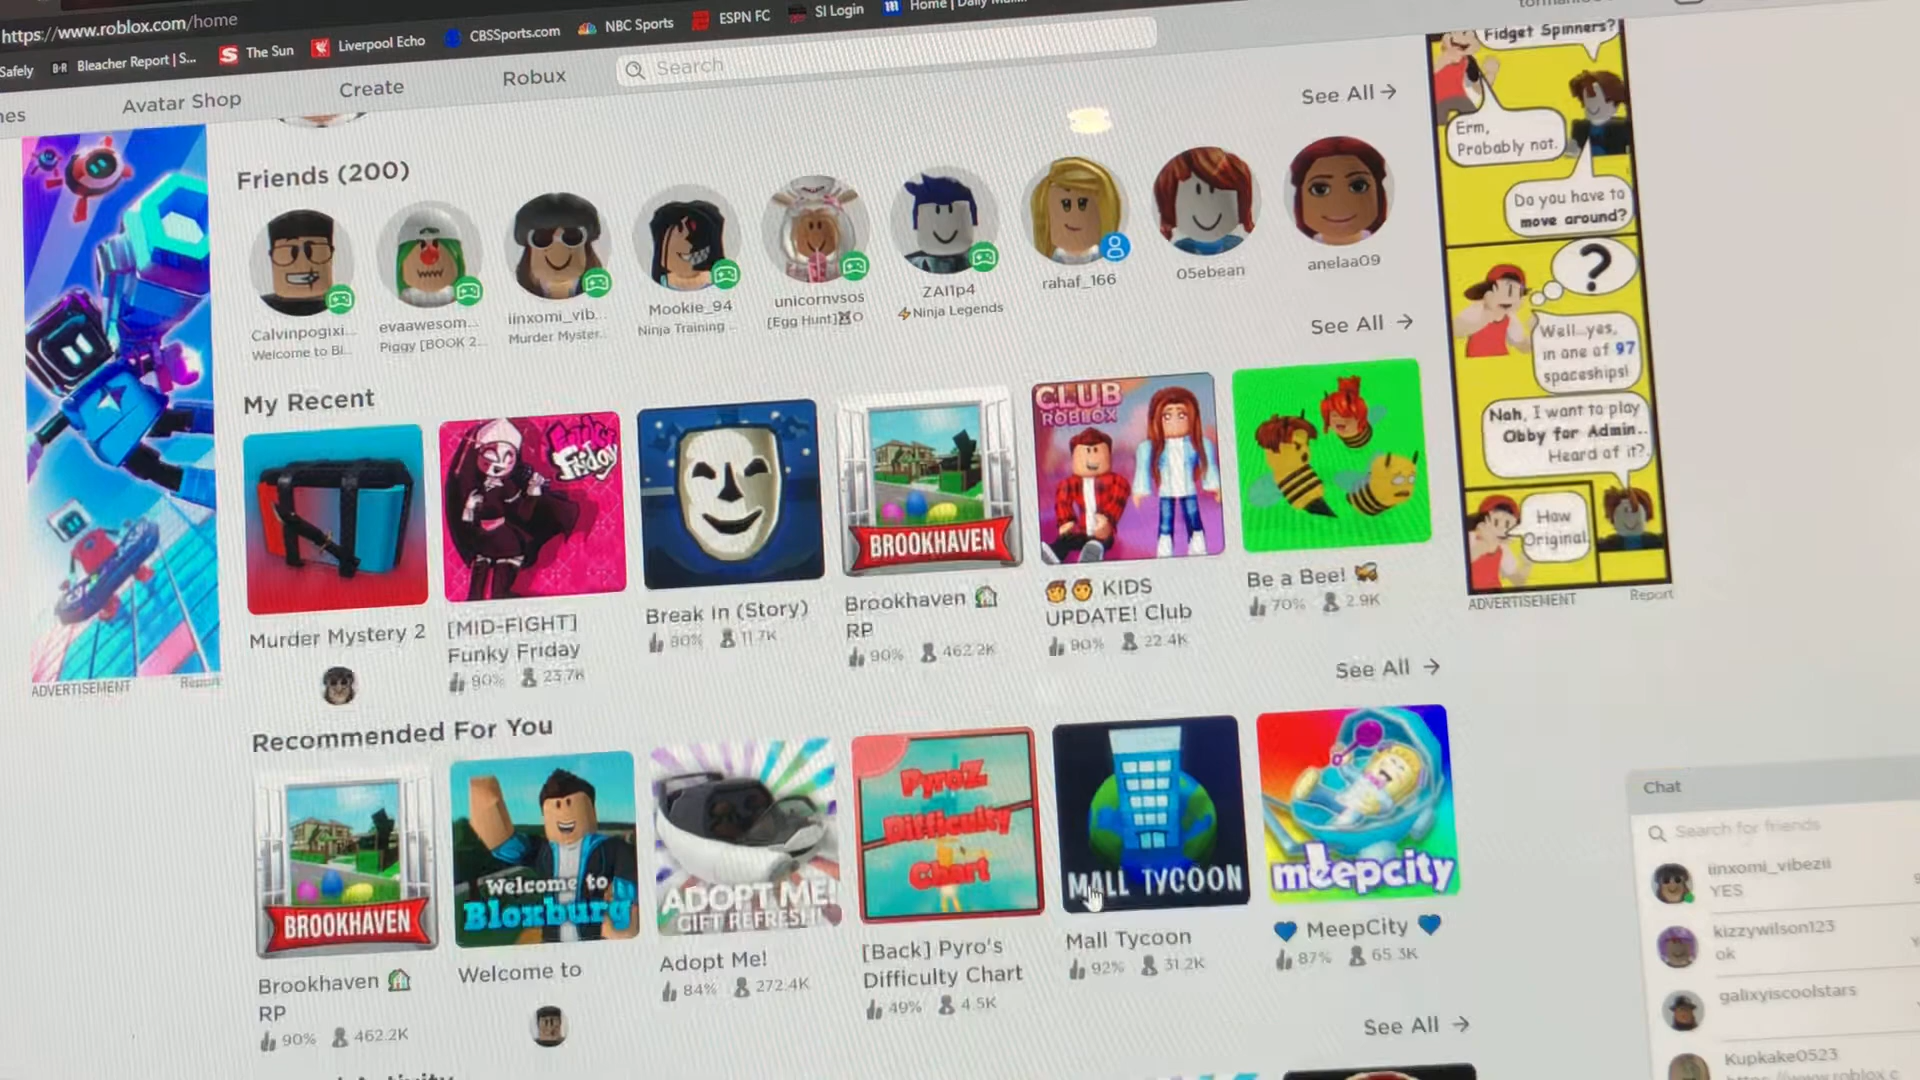 https://www.roblox.com/home
Safely
B·R Bleacher Report | S...
The Sun
Liverpool Echo
CBSSports.com
NBC Sports
ESPN FC
SI Login
Avatar Shop
Create
Robux
Search
See All →
Friends (200)
Calvinpogixi...
Welcome to Bl...
evaawesom...
Piggy [BOOK 2...
iinxomi_vib...
Murder Myster...
Mookie_94
Ninja Training ...
unicornvsos
[Egg Hunt]
ZAI1p4
⚡Ninja Legends
rahaf_166
05ebean
anelaa09
See All →
My Recent
Funky
Friday
CLUB
ROBLOX
BROOKHAVEN
Murder Mystery 2
[MID-FIGHT]
Funky Friday
90% 23.7K
Break In (Story)
80% 11.7K
Brookhaven 🏠
RP
90% 462.2K
KIDS
UPDATE! Club
90% 22.4K
Be a Bee! 🐝
70% 2.9K
See All →
Recommended For You
BROOKHAVEN
Welcome to
Bloxburg
ADOPT ME!
GIFT REFRESH!
PyroZ
Difficulty
Chart
MALL TYCOON
meepcity
Brookhaven 🏠
RP
90% 462.2K
Welcome to
Adopt Me!
84% 272.4K
[Back] Pyro's
Difficulty Chart
49% 4.5K
Mall Tycoon
92% 31.2K
💙 MeepCity 💙
87% 65.3K
See All →
ADVERTISEMENT
Report
Fidget Spinners?
Erm,
Probably not.
Do you have to
move around?
?
Well...yes,
in one of 97
spaceships!
Nah, I want to play
Obby for Admin..
Heard of it?
How
Original.
ADVERTISEMENT
Report
Chat
Search for friends
iinxomi_vibezii
YES
kizzywilson123
ok
galixyiscoolstars
Kupkake0523